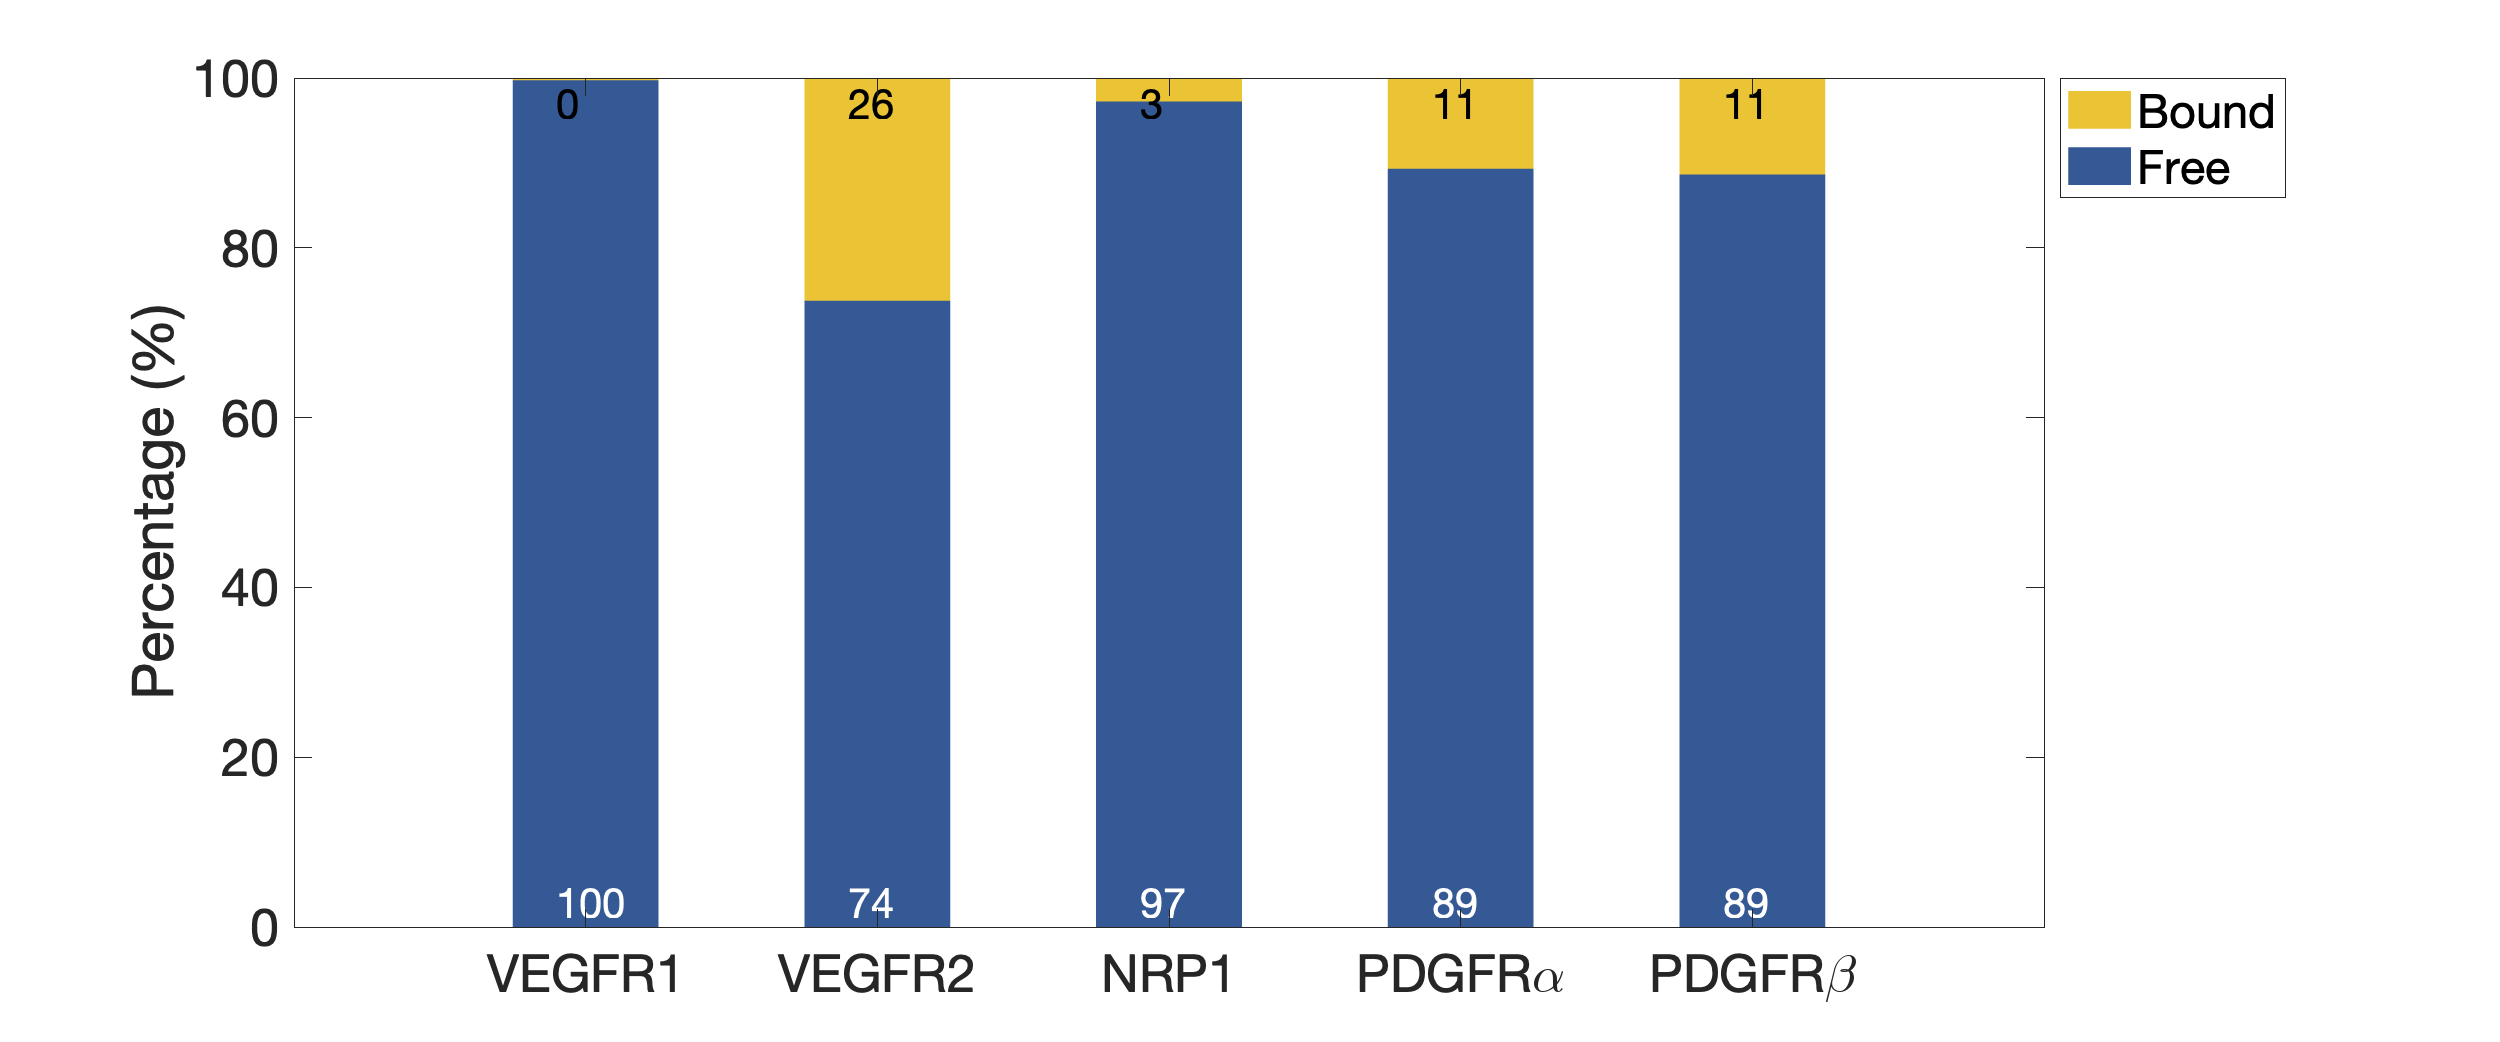 Percentage (%)
100
80
60
40
20
0
0
26
3
11
11
100
74
97
89
89
VEGFR1
VEGFR2
NRP1
PDGFRα
PDGFRβ
Bound
Free